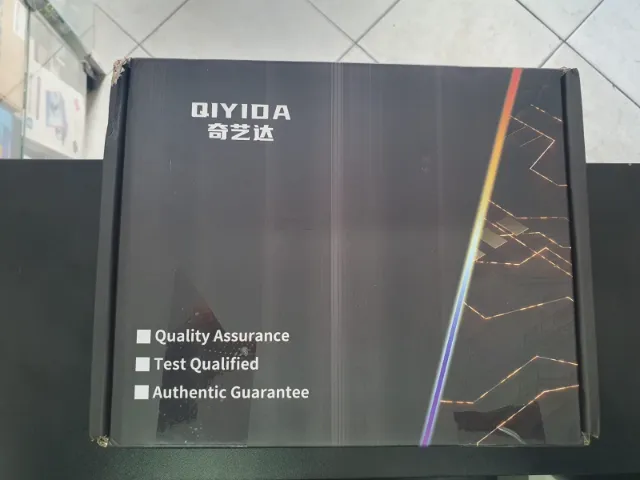 QIYIDA
奇艺达
Quality Assurance
Test Qualified
Authentic Guarantee